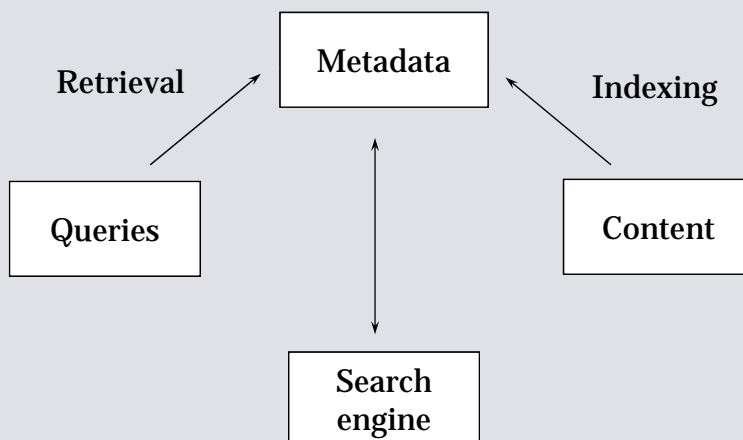 Metadata
Retrieval
Indexing
Queries
Content
Search
engine